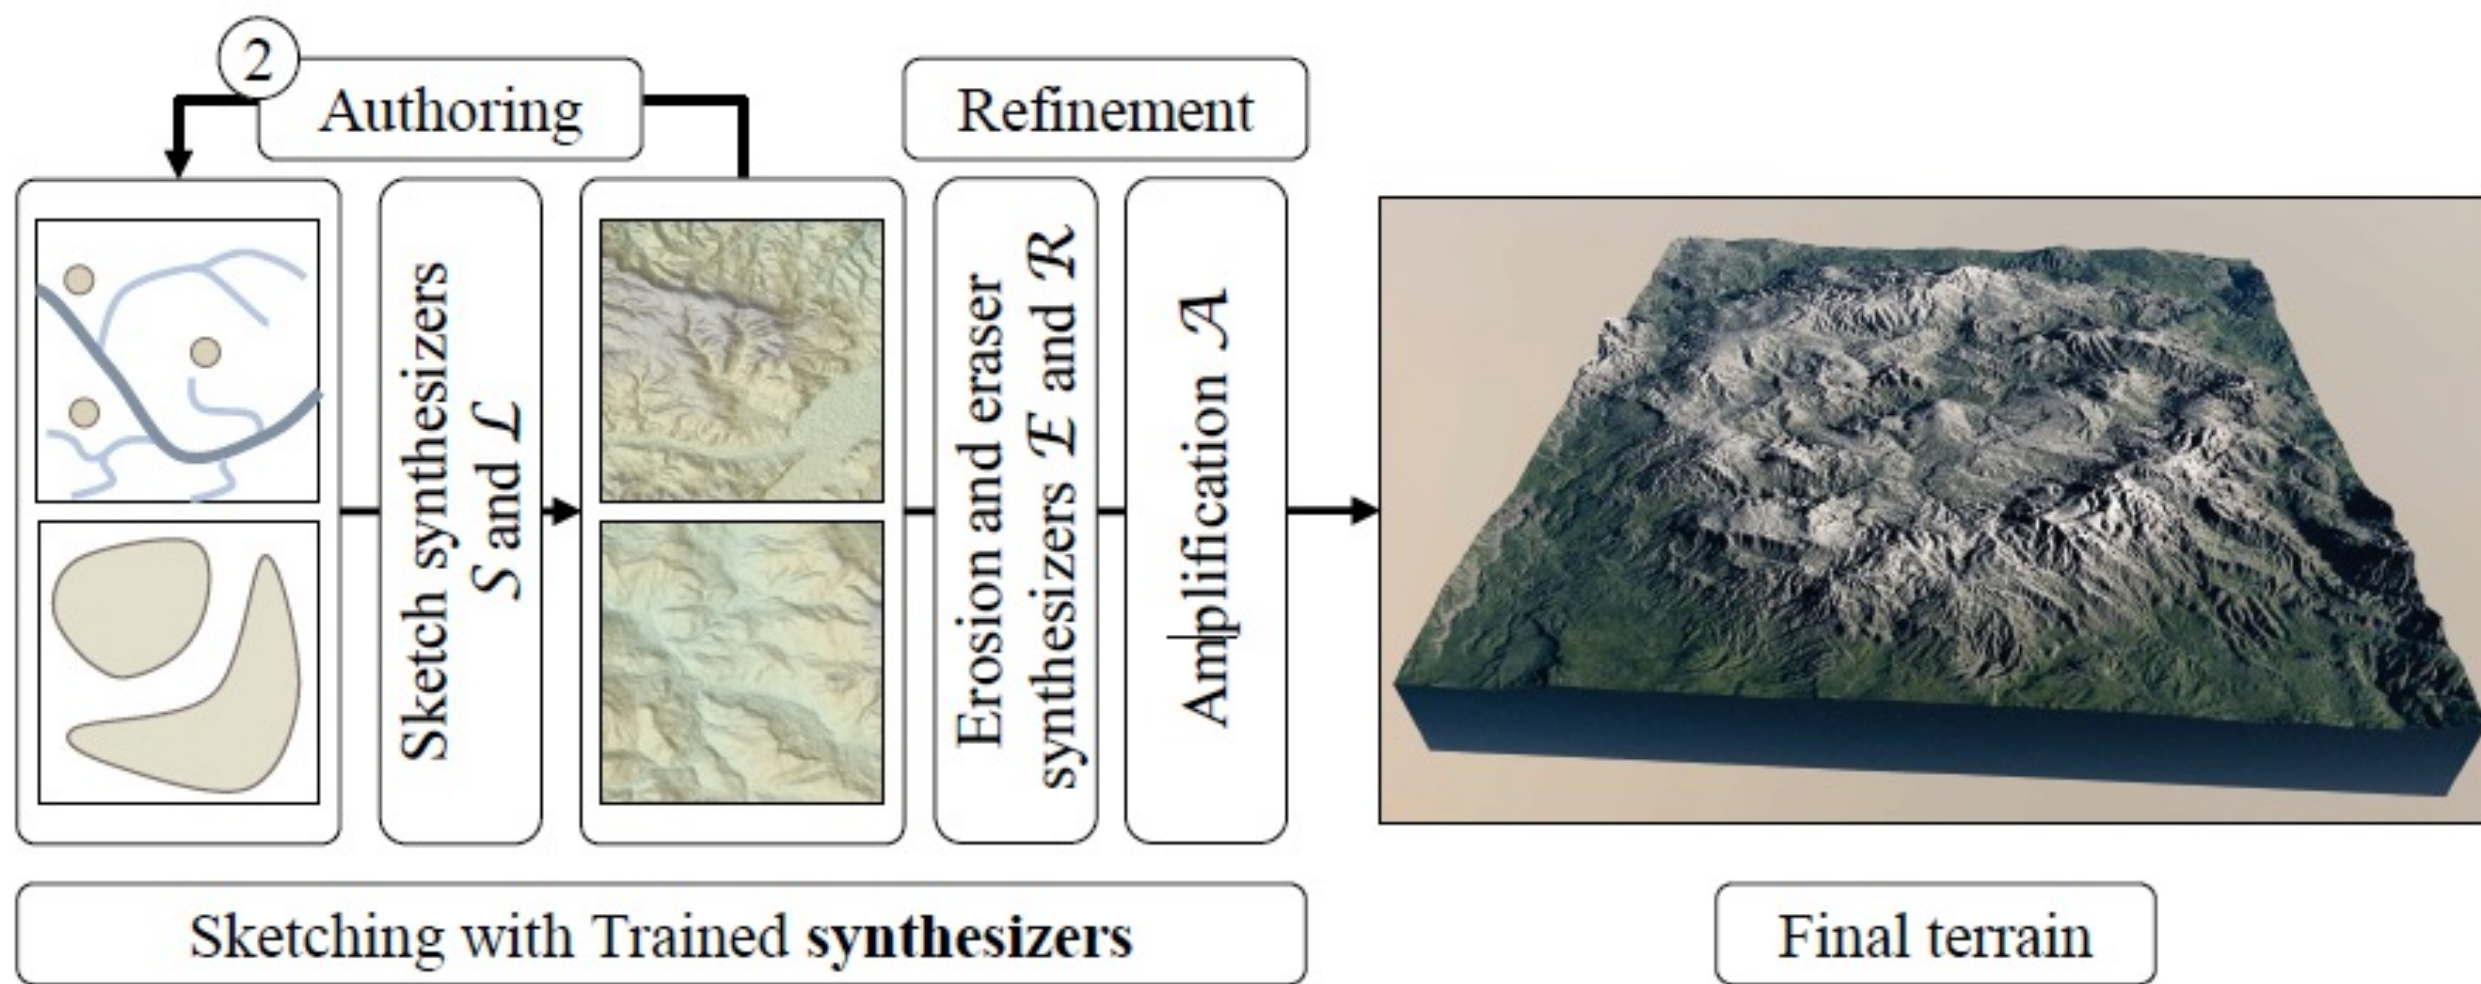 2
Authoring
Refinement
Sketch synthesizers
S and L
Erosion and eraser
synthesizers E and R
Amplification A
Sketching with Trained synthesizers
Final terrain